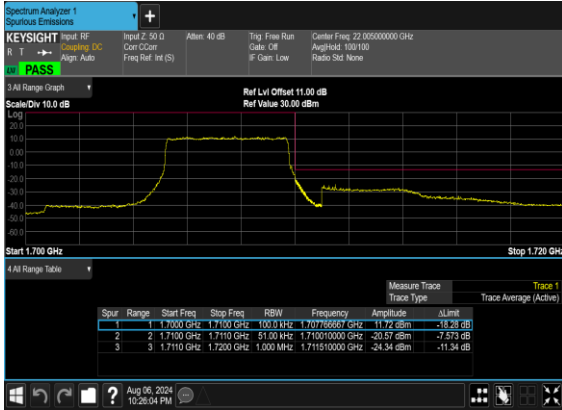 Spectrum Analyzer 1
Spurious Emissions
+
KEYSIGHT Input: RF Input Z: 50 Ω Atten: 40 dB Trig: Free Run Center Freq: 22.005000000 GHz
R T Coupling: DC Corr CCorr Gate: Off Avg|Hold: 100/100
Align: Auto Freq Ref: Int (S) IF Gain: Low Radio Std: None
PASS
3 All Range Graph
Ref Lvl Offset 11.00 dB
Scale/Div 10.0 dB Ref Value 30.00 dBm
Log
20.0
10.0
0.00
-10.0
-20.0
-30.0
-40.0
-50.0
-60.0
Start 1.700 GHz Stop 1.720 GHz
4 All Range Table
Measure Trace Trace 1
Trace Type Trace Average (Active)
Spur Range Start Freq Stop Freq RBW Frequency Amplitude ΔLimit
1 1 1.7000 GHz 1.7100 GHz 100.0 kHz 1.707766667 GHz 11.72 dBm -18.28 dB
2 2 1.7100 GHz 1.7110 GHz 51.00 kHz 1.710010000 GHz -20.57 dBm -7.573 dB
3 3 1.7110 GHz 1.7200 GHz 1.000 MHz 1.711510000 GHz -24.34 dBm -11.34 dB
?
Aug 06, 2024
10:26:04 PM